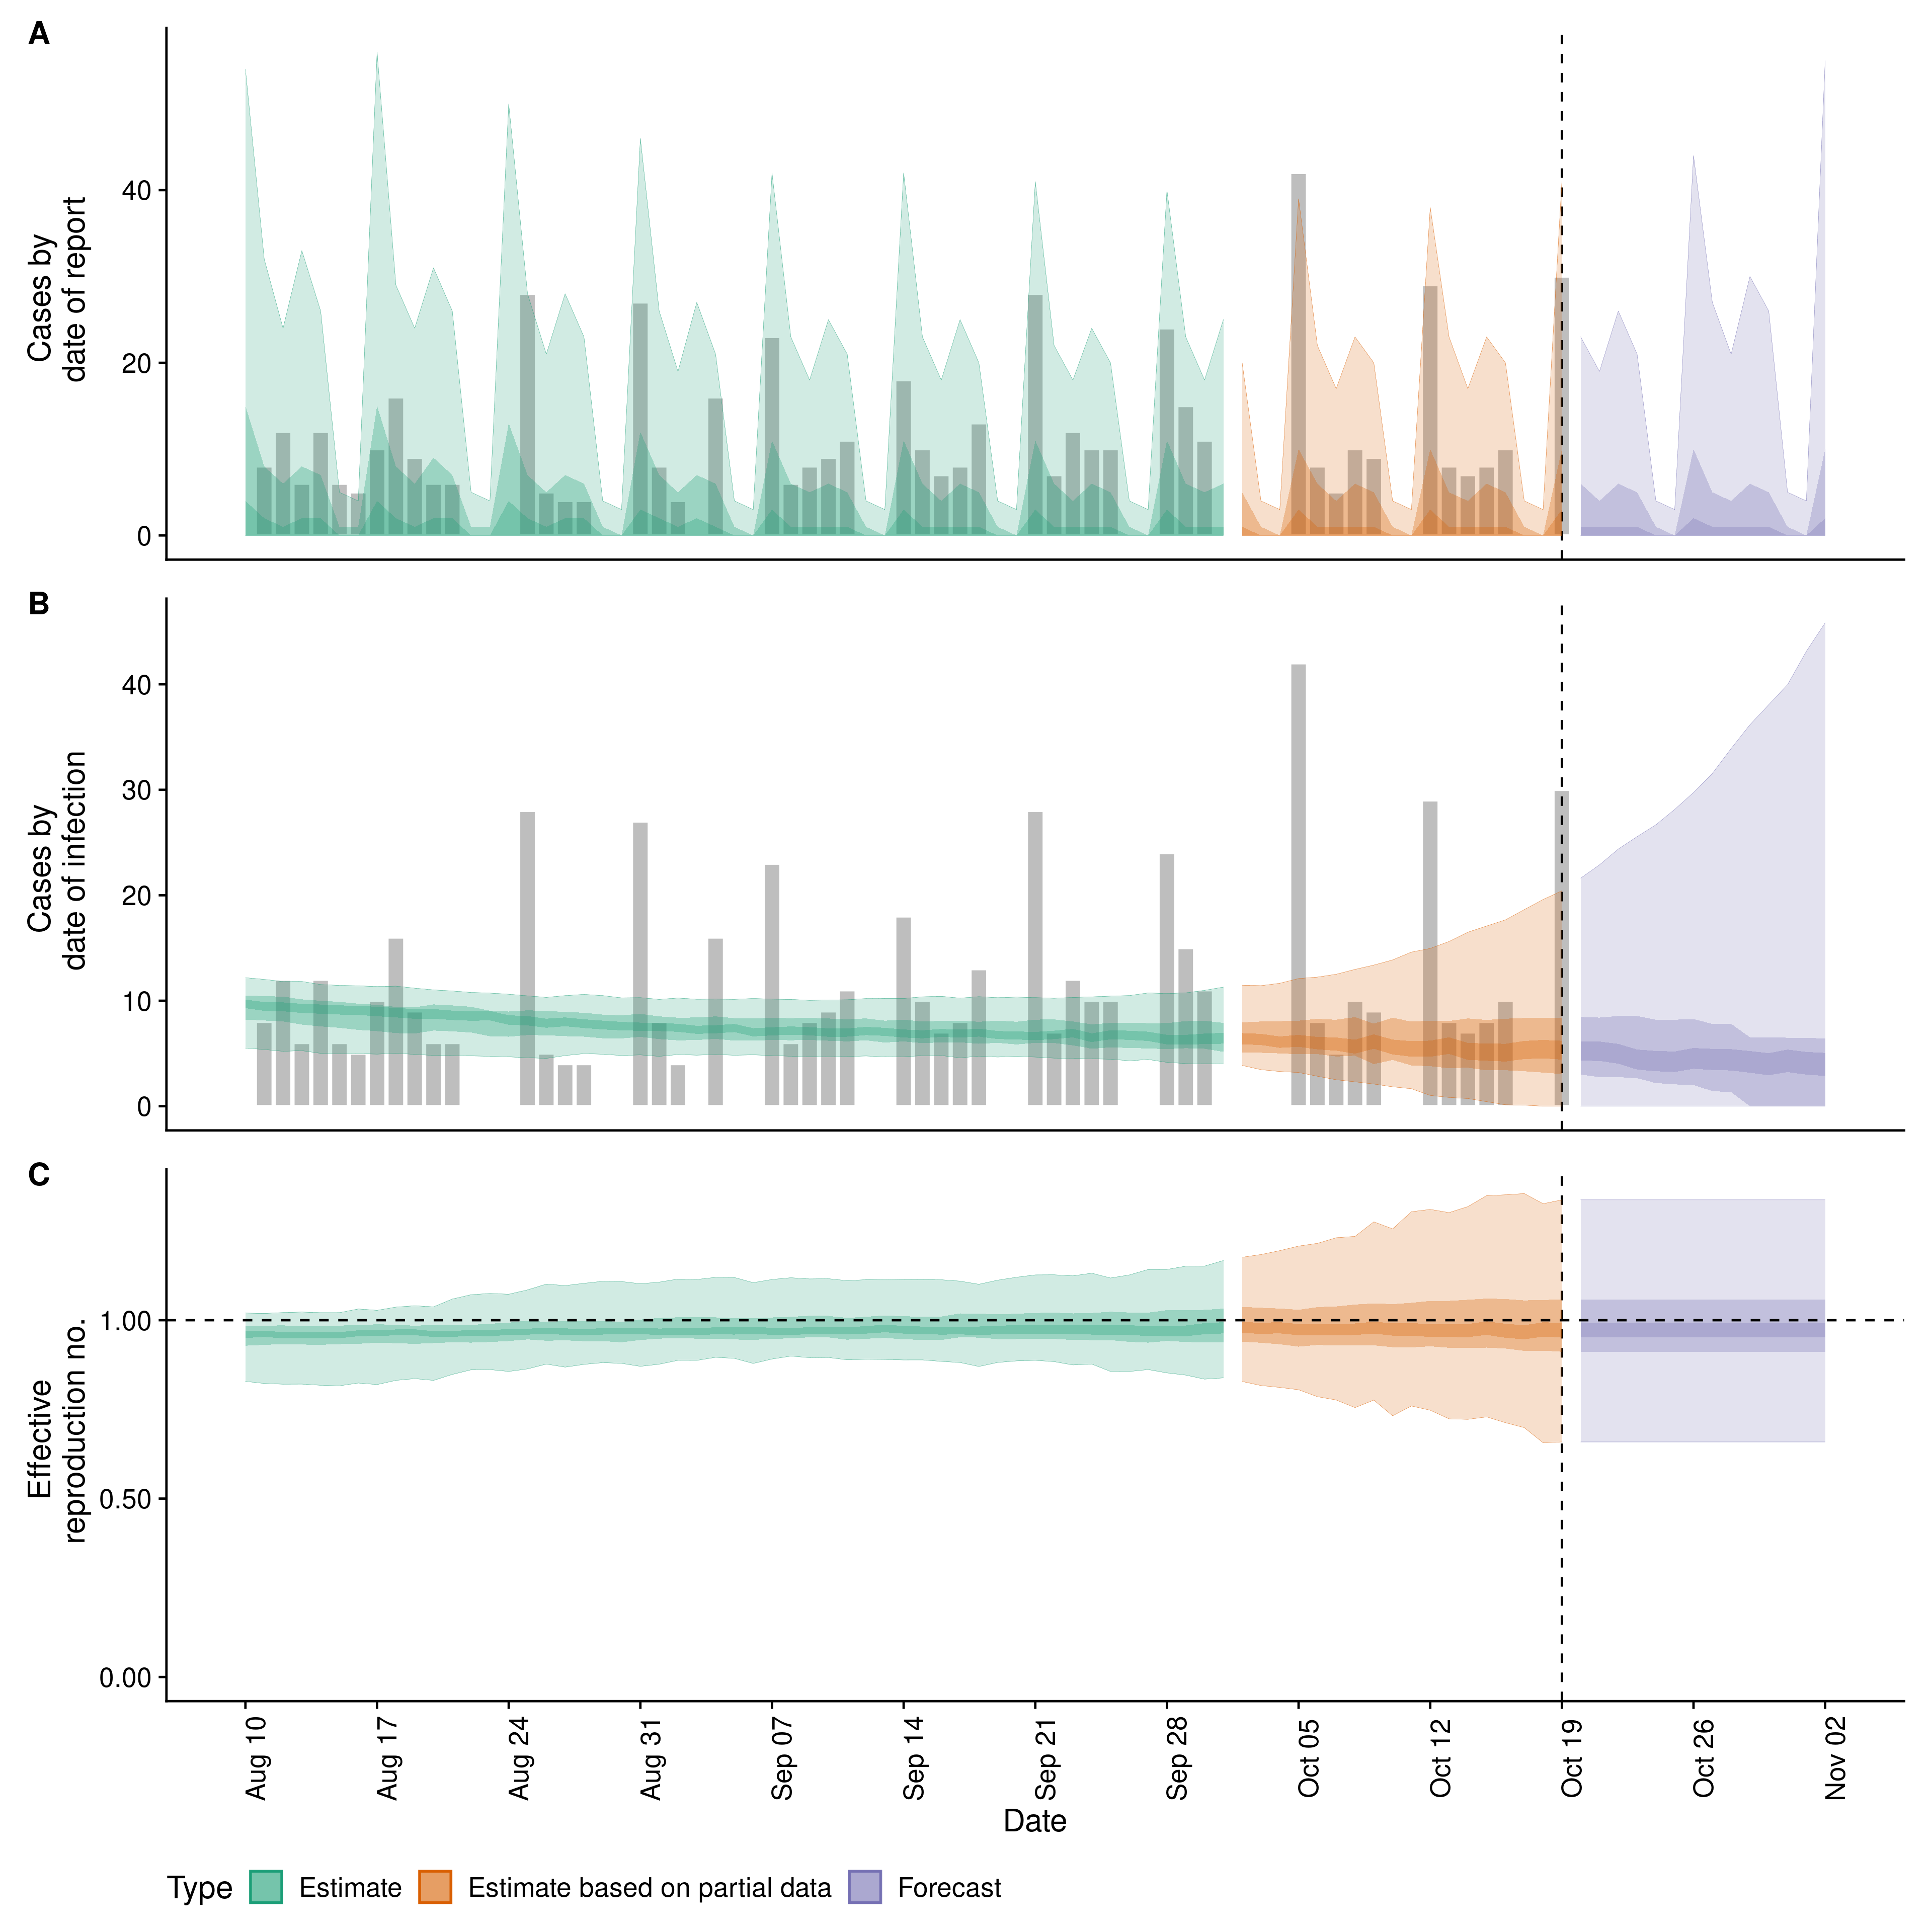 A
Cases by
date of report
40
20
0
B
Cases by
date of infection
40
30
20
10
0
C
Effective
reproduction no.
1.00
0.50
0.00
Aug 10
Aug 17
Aug 24
Aug 31
Sep 07
Sep 14
Sep 21
Sep 28
Oct 05
Oct 12
Oct 19
Oct 26
Nov 02
Date
Type Estimate Estimate based on partial data Forecast